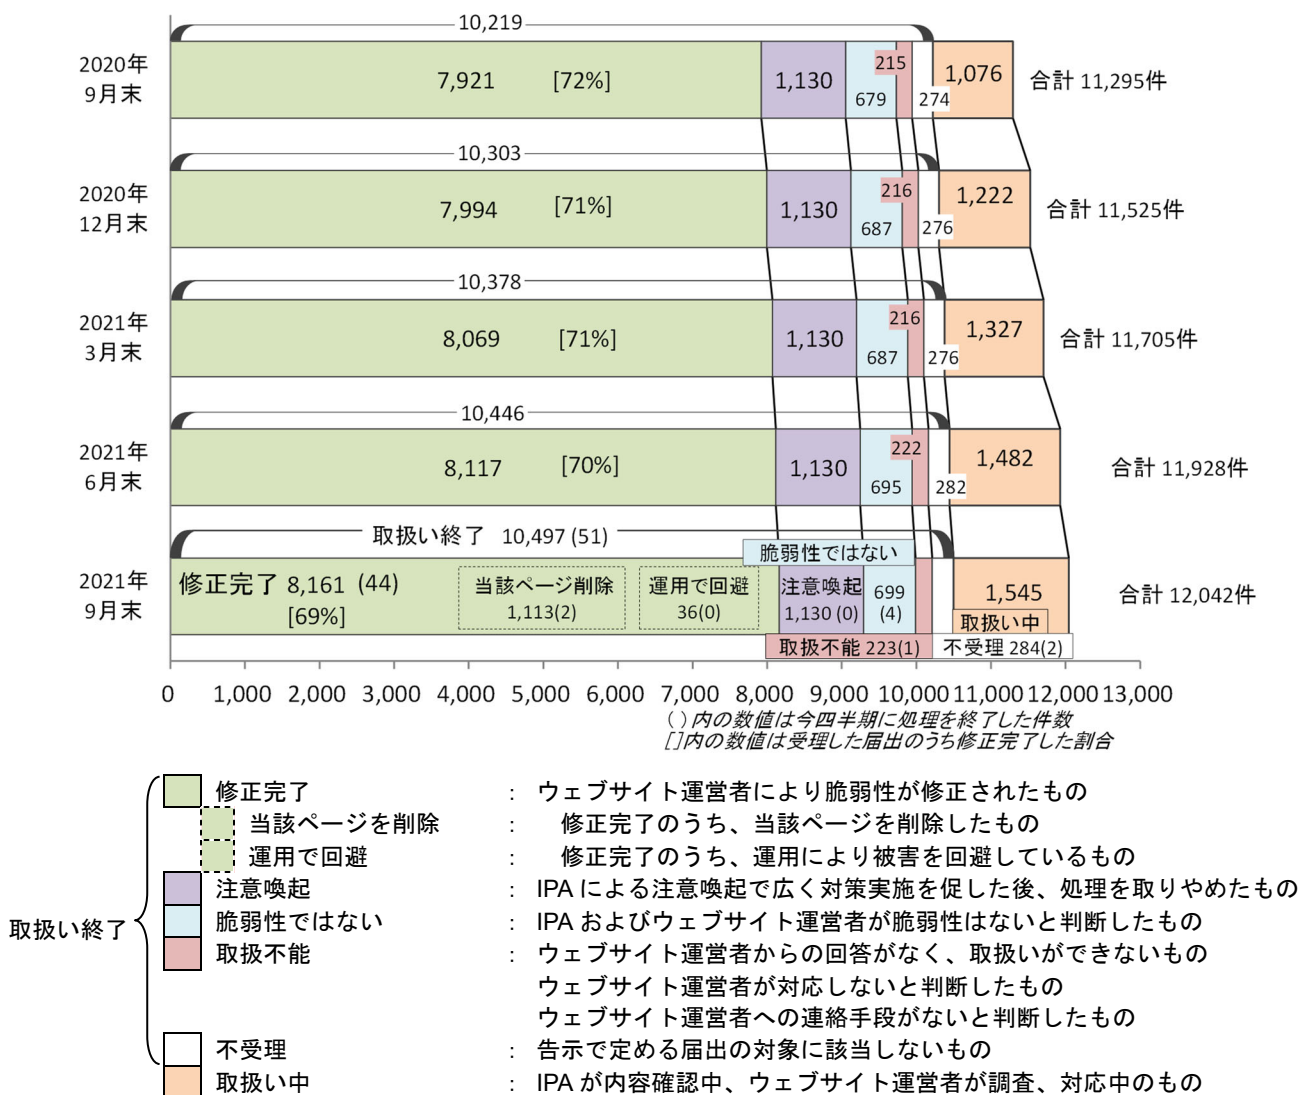 10,219
2020年
9月末
7,921 [72%] 1,130 679 215 274 1,076 合計 11,295件
10,303
2020年
12月末
7,994 [71%] 1,130 687 216 276 1,222 合計 11,525件
10,378
2021年
3月末
8,069 [71%] 1,130 687 216 276 1,327 合計 11,705件
10,446
2021年
6月末
8,117 [70%] 1,130 695 222 282 1,482 合計 11,928件
取扱い終了 10,497 (51)
脆弱性ではない
2021年
9月末
修正完了 8,161 (44)
[69%]
当該ページ削除
1,113(2)
運用で回避
36(0)
注意喚起
1,130 (0)
699
(4)
1,545
取扱い中
合計 12,042件
取扱不能 223(1)
不受理 284(2)
0 1,000 2,000 3,000 4,000 5,000 6,000 7,000 8,000 9,000 10,000 11,000 12,000 13,000
( )内の数値は今四半期に処理を終了した件数
[]内の数値は受理した届出のうち修正完了した割合
取扱い終了
修正完了 : ウェブサイト運営者により脆弱性が修正されたもの
当該ページを削除 : 修正完了のうち、当該ページを削除したもの
運用で回避 : 修正完了のうち、運用により被害を回避しているもの
注意喚起 : IPA による注意喚起で広く対策実施を促した後、処理を取りやめたもの
脆弱性ではない : IPA およびウェブサイト運営者が脆弱性はないと判断したもの
取扱不能 : ウェブサイト運営者からの回答がなく、取扱いができないもの
ウェブサイト運営者が対応しないと判断したもの
ウェブサイト運営者への連絡手段がないと判断したもの
不受理 : 告示で定める届出の対象に該当しないもの
取扱い中 : IPA が内容確認中、ウェブサイト運営者が調査、対応中のもの